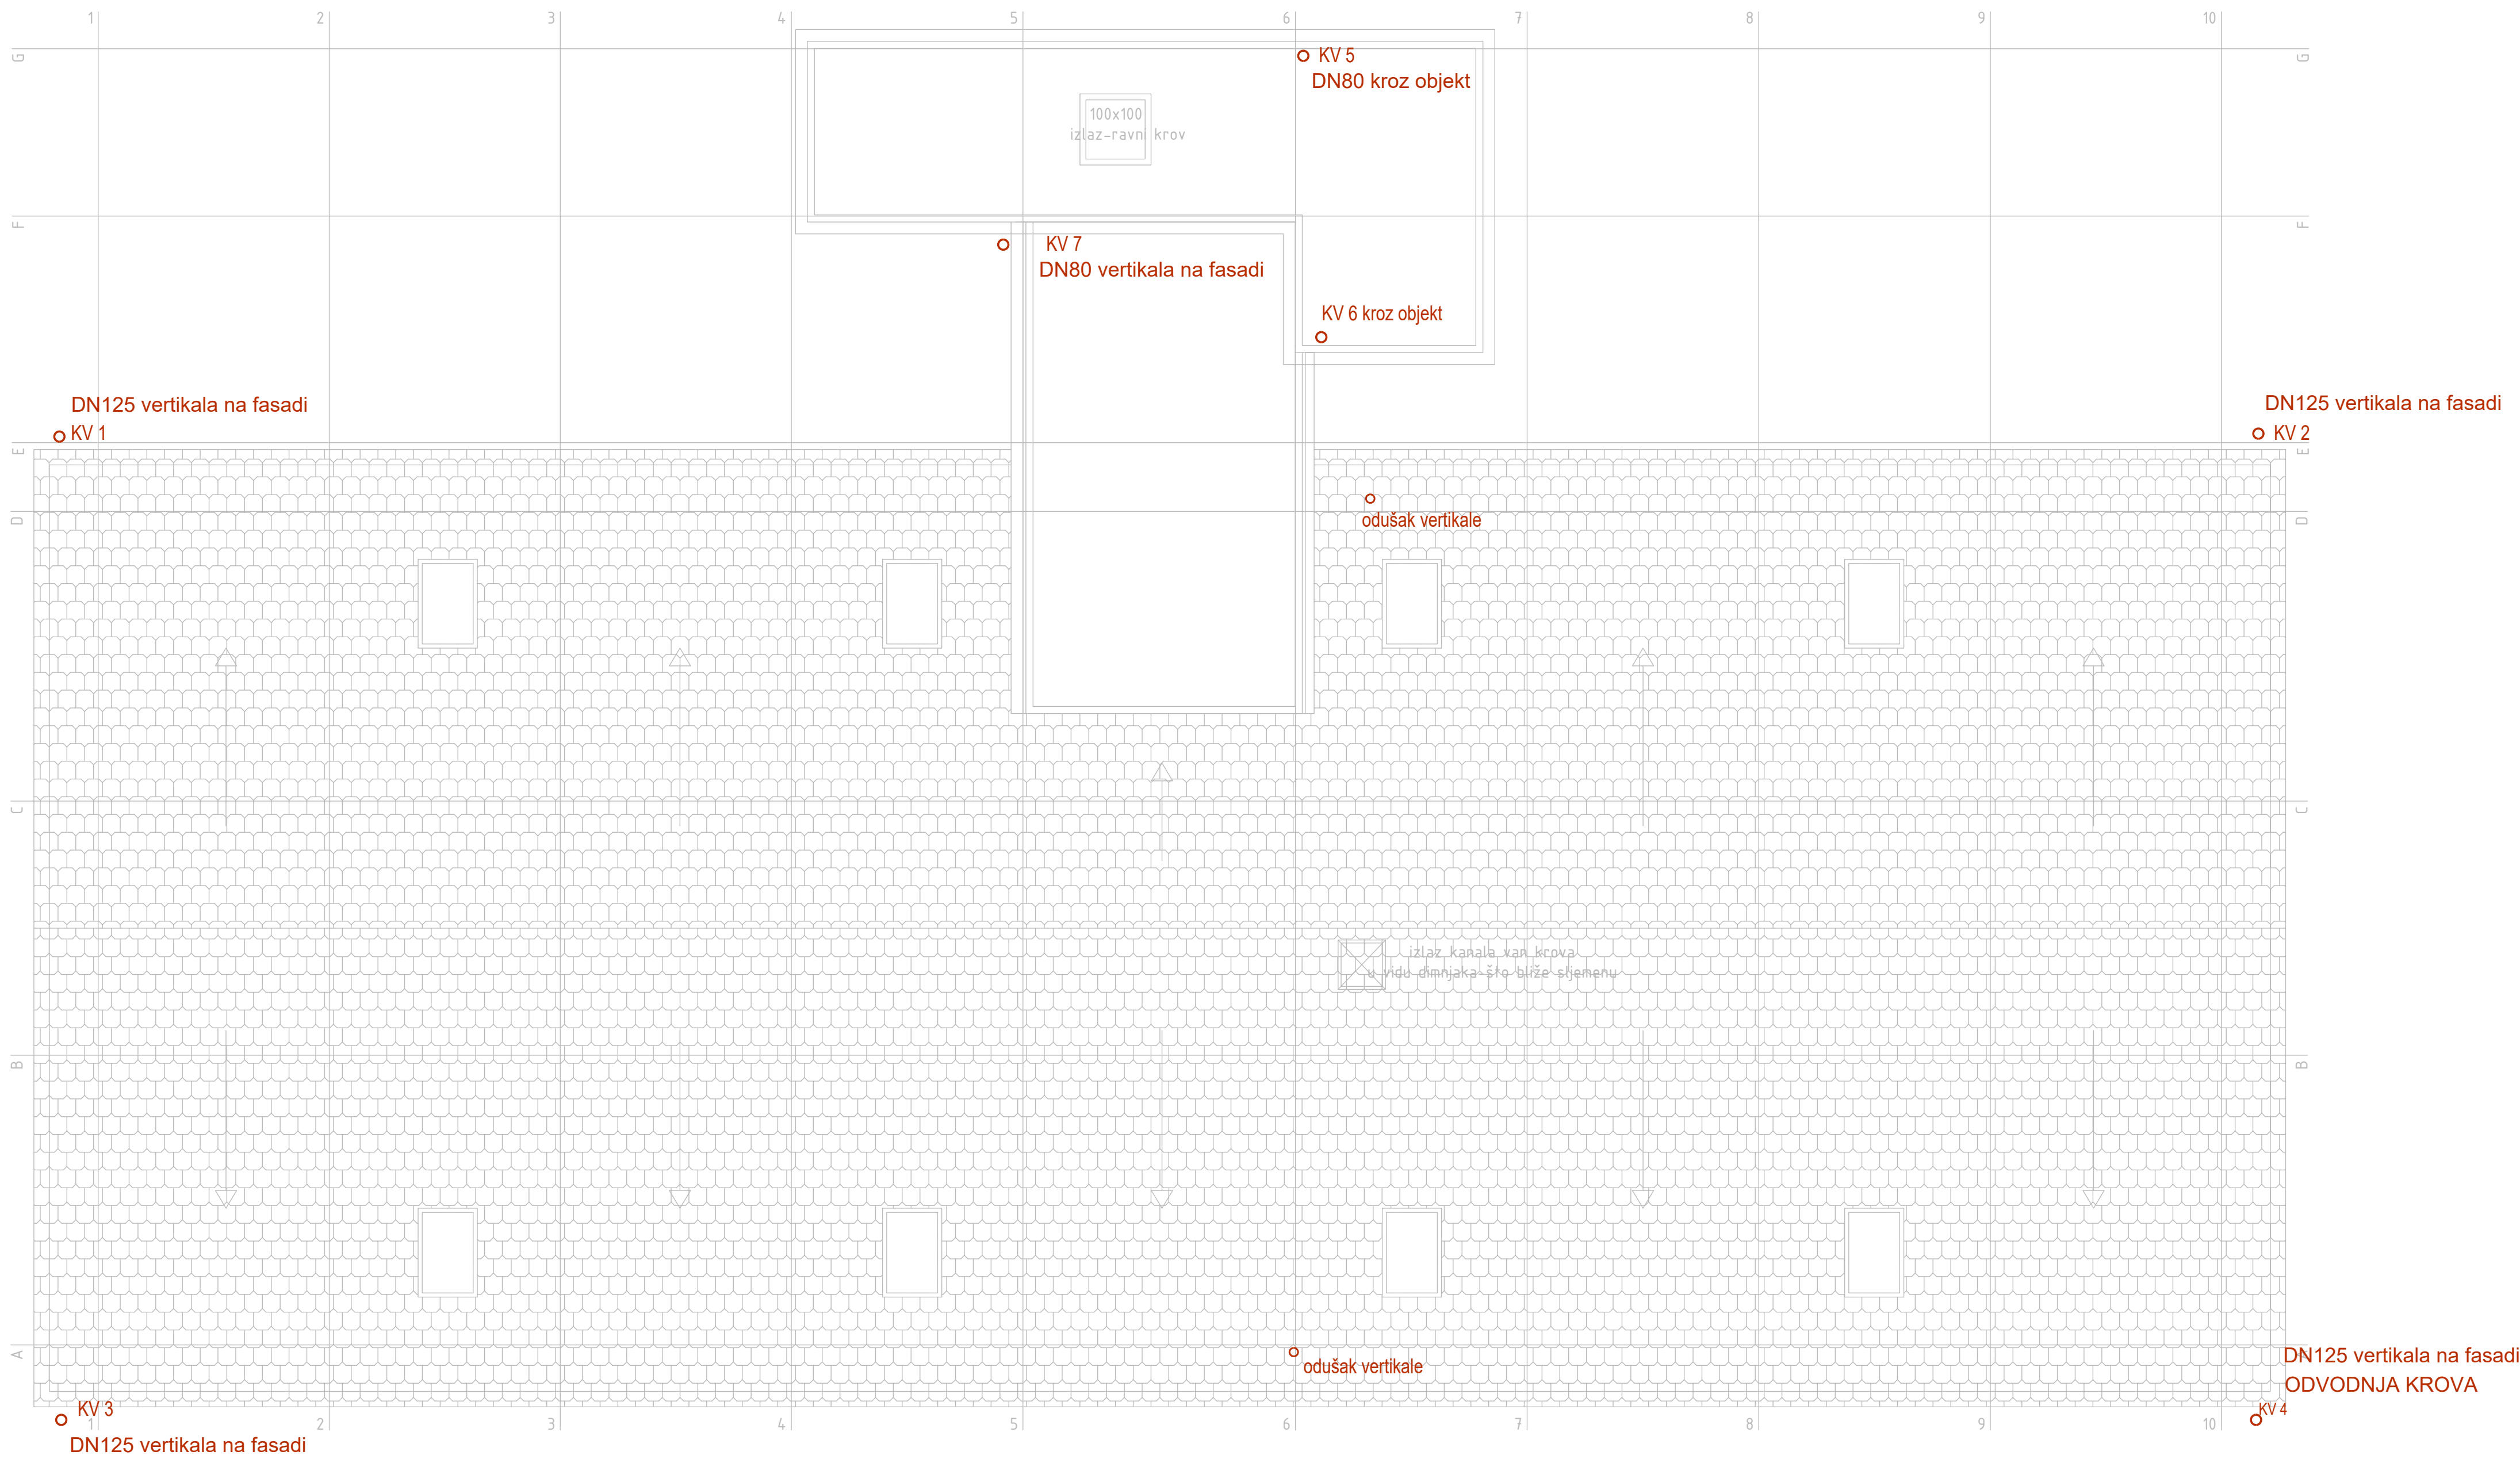 1 2 3 4 5 6 7 8 9 10
G G
KV 5
DN80 kroz objekt
100x100
izlaz-ravni krov
F F
KV 7
DN80 vertikala na fasadi
KV 6 kroz objekt
DN125 vertikala na fasadi
KV 1
DN125 vertikala na fasadi
KV 2
E E
odušak vertikale
D D
C C
izlaz kanala van krova
u vidu dimnjaka-što bliže sljemenu
B B
A
DN125 vertikala na fasadi
ODVODNJA KROVA
odušak vertikale
KV 3
KV 4
1 2 3 4 5 6 7 8 9 10
DN125 vertikala na fasadi